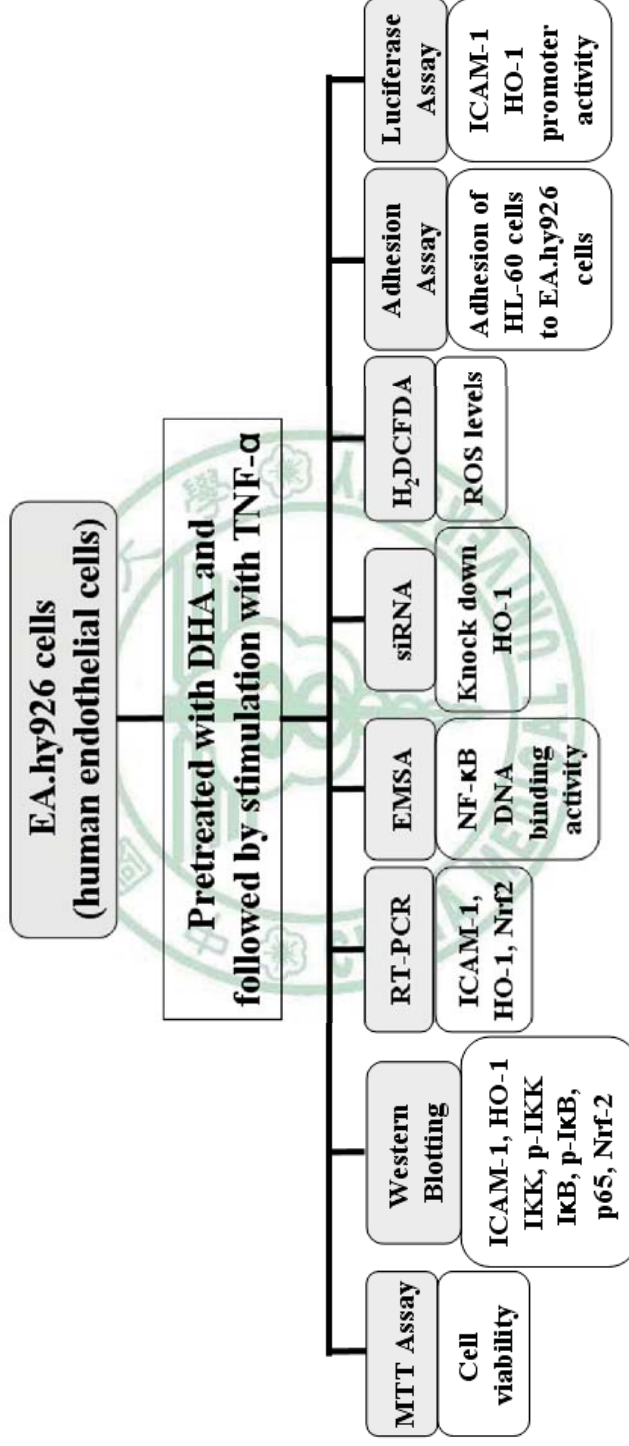 EA.hy926 cells
(human endothelial cells)
Pretreated with DHA and
followed by stimulation with TNF-α
MTT Assay
Cell
viability
Western
Blotting
ICAM-1, HO-1
IKK, p-IKK
IκB, p-IκB,
p65, Nrf-2
RT-PCR
ICAM-1,
HO-1, Nrf2
EMSA
NF-κB
DNA
binding
activity
siRNA
Knock down
HO-1
H₂DCFDA
ROS levels
Adhesion
Assay
Adhesion of
HL-60 cells
to EA.hy926
cells
Luciferase
Assay
ICAM-1
HO-1
promoter
activity